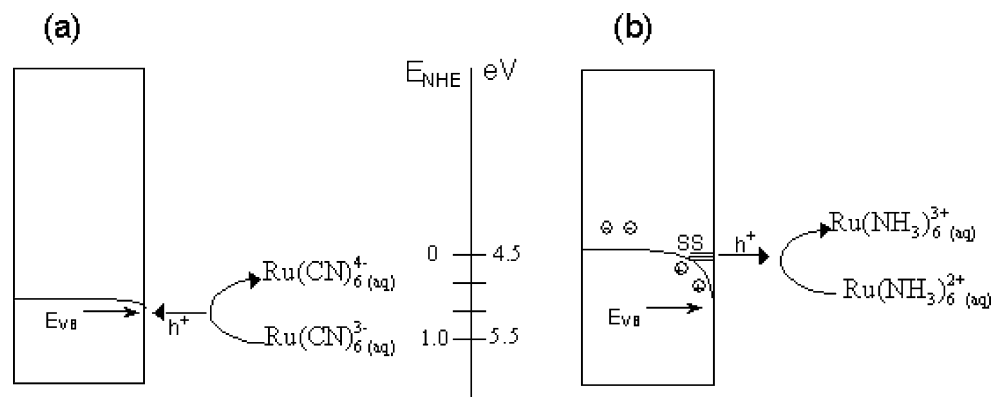 (a)
(b)
E_NHE eV
0 4.5
1.0 5.5
Ru(CN)₆⁴⁻ (aq)
Ru(CN)₆³⁻ (aq)
h⁺
E_VB
SS
h⁺
Ru(NH₃)₆³⁺ (aq)
Ru(NH₃)₆²⁺ (aq)
E_VB